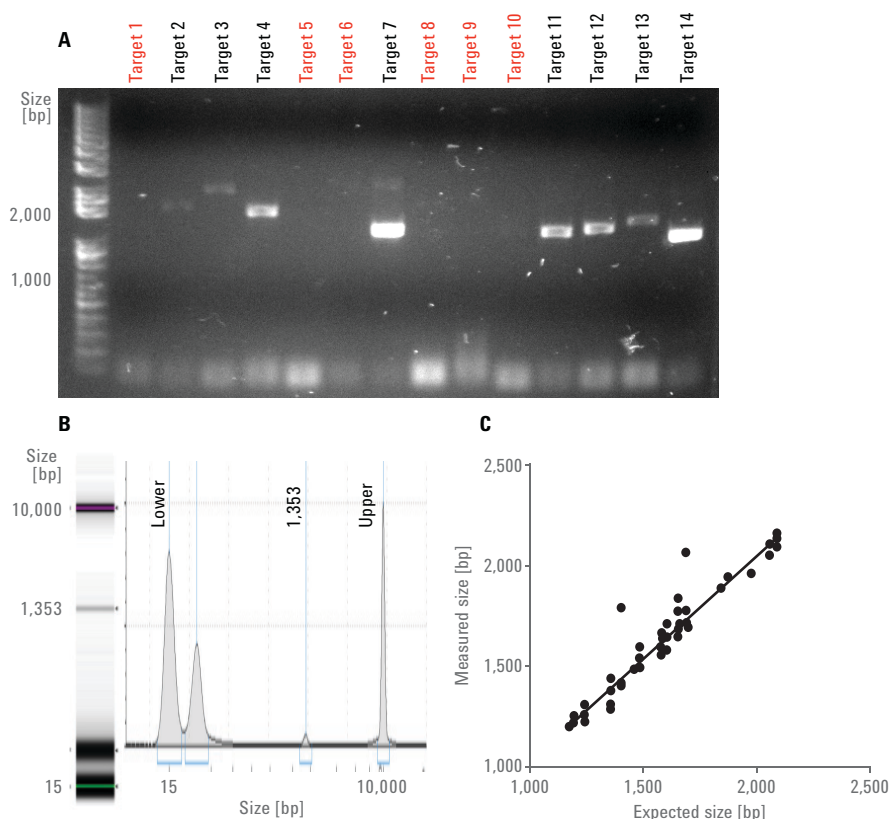 A
Target 1
Target 2
Target 3
Target 4
Target 5
Target 6
Target 7
Target 8
Target 9
Target 10
Target 11
Target 12
Target 13
Target 14
Size
[bp]
2,000
1,000
B
Size
[bp]
10,000
1,353
15
Lower
1,353
Upper
15
10,000
Size [bp]
C
2,500
2,000
1,500
1,000
Measured size [bp]
1,000
1,500
2,000
2,500
Expected size [bp]